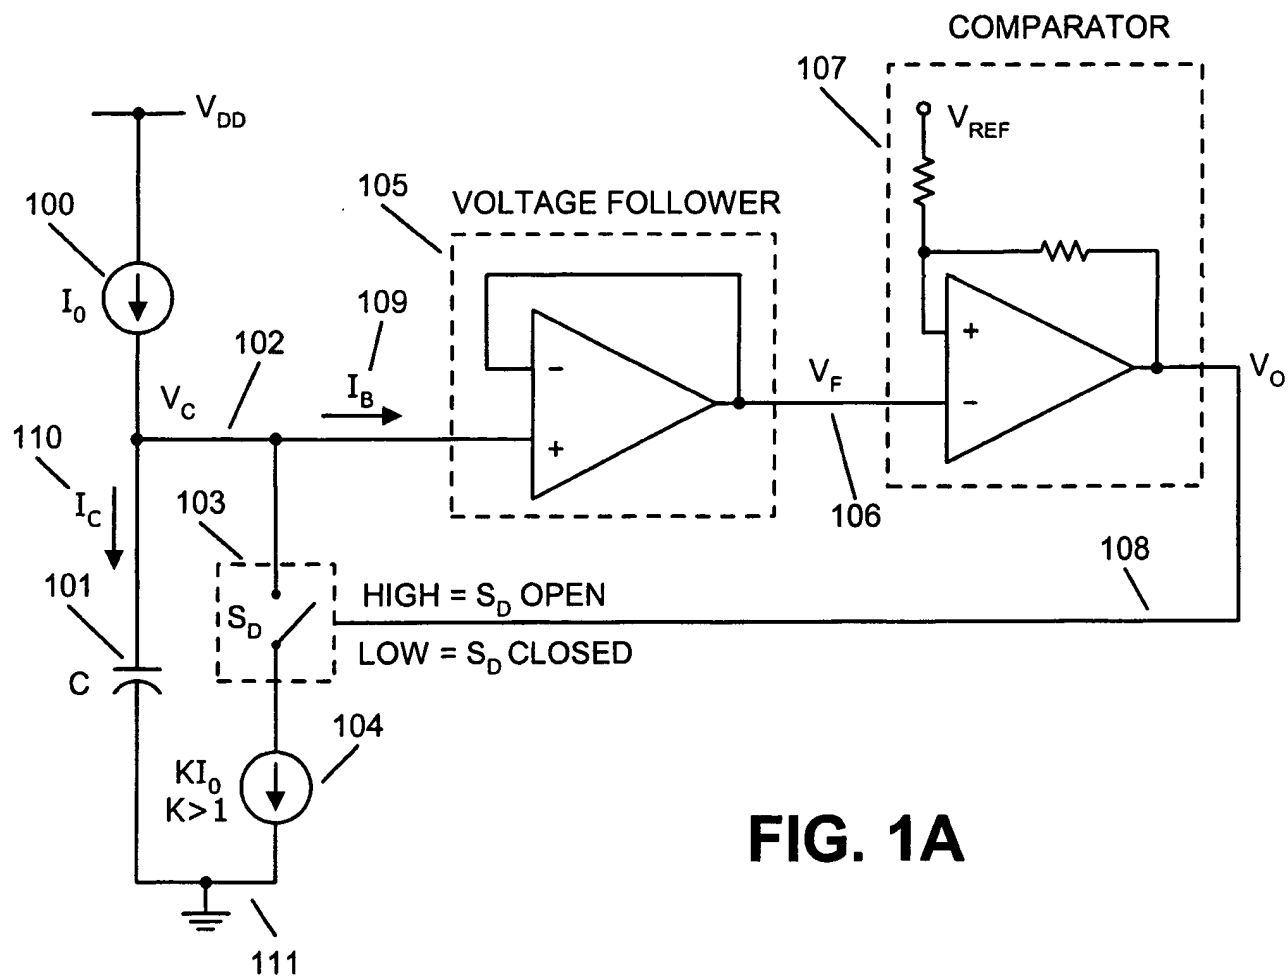 COMPARATOR
107
V_DD
V_REF
105
VOLTAGE FOLLOWER
100
I_0
109
102
I_B
V_C
-
+
V_F
+
-
V_O
110
I_C
103
106
108
101
S_D
HIGH = S_D OPEN
LOW = S_D CLOSED
C
104
KI_0
K>1
FIG. 1A
111